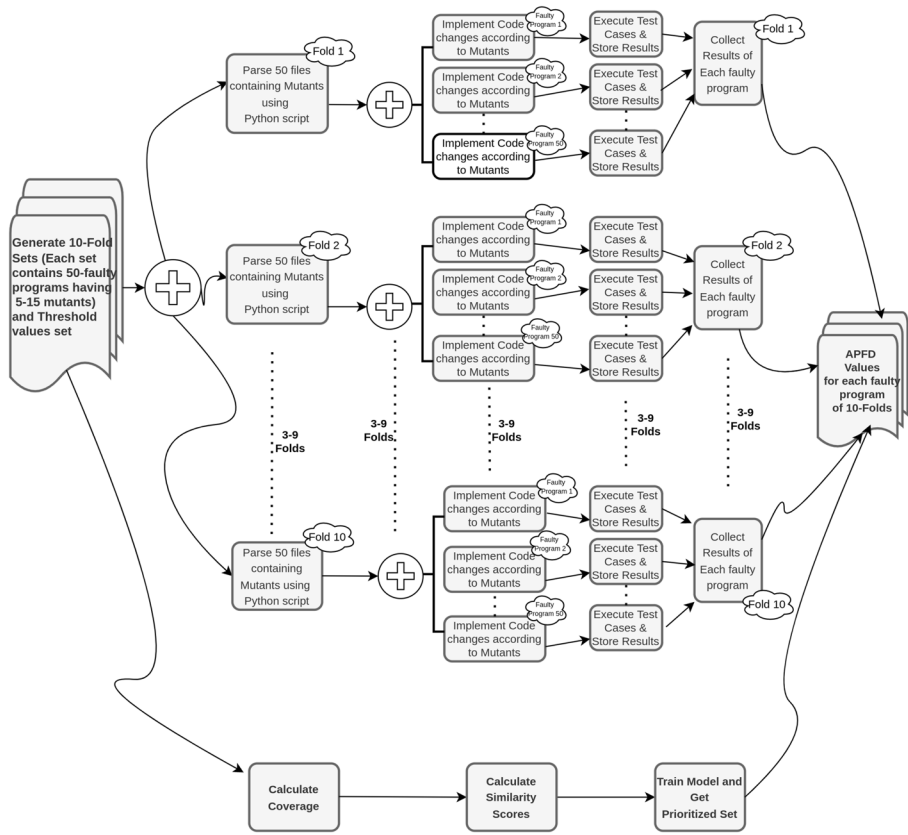 Generate 10-Fold
Sets (Each set
contains 50-faulty
programs having
5-15 mutants)
and Threshold
values set
Fold 1
Parse 50 files
containing Mutants
using
Python script
Faulty
Program 1
Implement Code
changes according
to Mutants
Execute Test
Cases &
Store Results
Faulty
Program 2
Implement Code
changes according
to Mutants
Execute Test
Cases &
Store Results
Faulty
Program 50
Implement Code
changes according
to Mutants
Execute Test
Cases &
Store Results
Fold 1
Collect
Results of
Each faulty
program
Fold 2
Parse 50 files
containing Mutants
using
Python script
Faulty
Program 1
Implement Code
changes according
to Mutants
Execute Test
Cases &
Store Results
Faulty
Program 2
Implement Code
changes according
to Mutants
Execute Test
Cases &
Store Results
Faulty
Program 50
Implement Code
changes according
to Mutants
Execute Test
Cases &
Store Results
Fold 2
Collect
Results of
Each faulty
program
3-9
Folds
3-9
Folds
3-9
Folds
3-9
Folds
3-9
Folds
Fold 10
Parse 50 files
containing
Mutants using
Python script
Faulty
Program 1
Implement Code
changes according
to Mutants
Execute Test
Cases &
Store Results
Faulty
Program 2
Implement Code
changes according
to Mutants
Execute Test
Cases &
Store Results
Faulty
Program 50
Implement Code
changes according
to Mutants
Execute Test
Cases &
Store Results
Collect
Results of
Each faulty
program
Fold 10
APFD
Values
for each faulty
program
of 10-Folds
Calculate
Coverage
Calculate
Similarity
Scores
Train Model and
Get
Prioritized Set